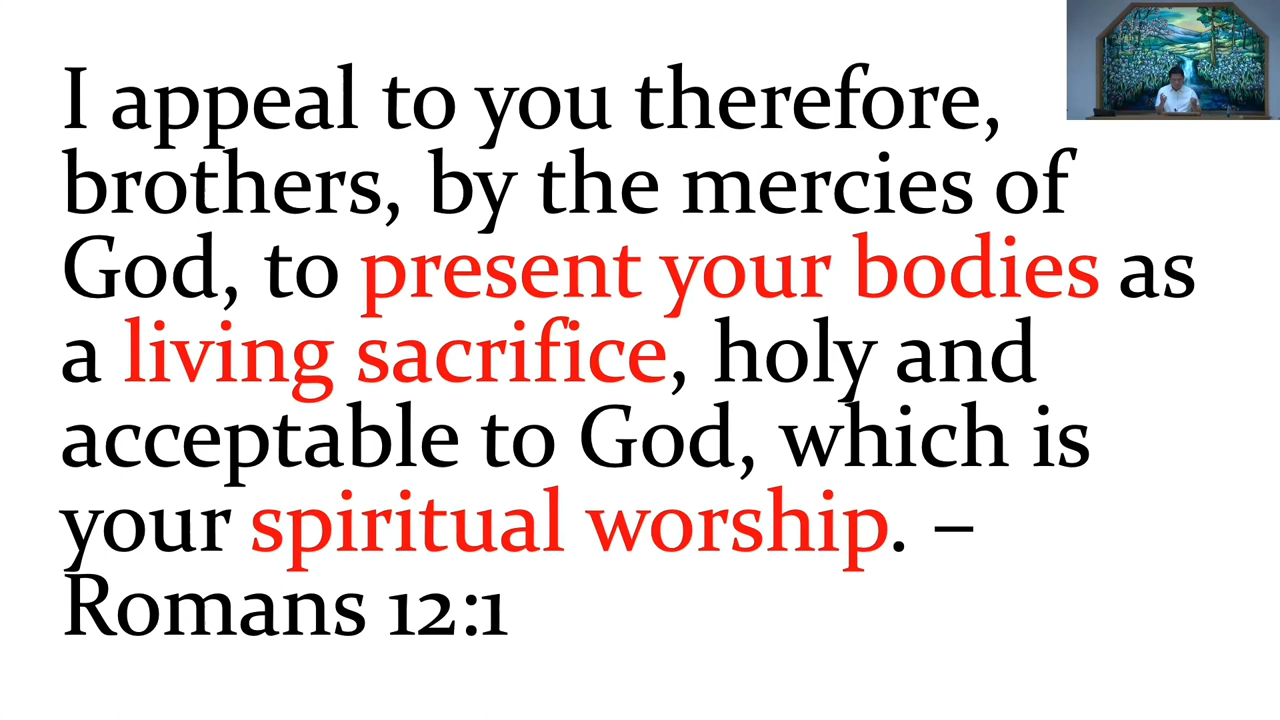 I appeal to you therefore,
brothers, by the mercies of
God, to present your bodies as
a living sacrifice, holy and
acceptable to God, which is
your spiritual worship. –
Romans 12:1